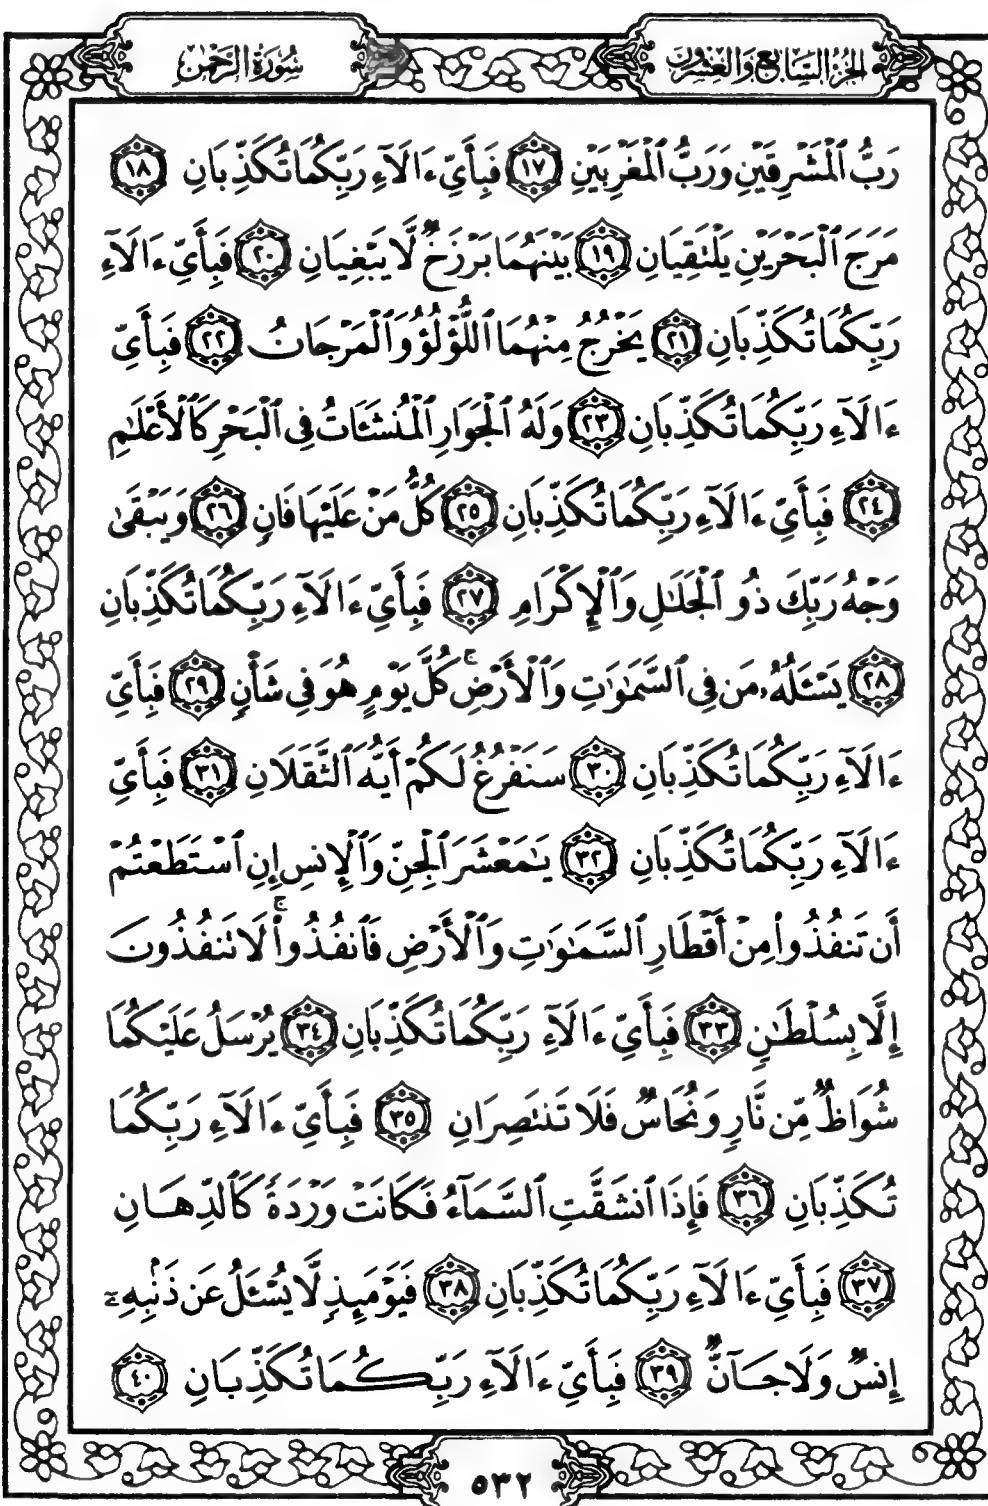 الجزء السابع والعشرون
سورة الرحمن
رَبُّ ٱلْمَشْرِقَيْنِ وَرَبُّ ٱلْمَغْرِبَيْنِ ١٧ فَبِأَيِّ ءَالَآءِ رَبِّكُمَا تُكَذِّبَانِ ١٨
مَرَجَ ٱلْبَحْرَيْنِ يَلْتَقِيَانِ ١٩ بَيْنَهُمَا بَرْزَخٌ لَّا يَبْغِيَانِ ٢٠ فَبِأَيِّ ءَالَآءِ
رَبِّكُمَا تُكَذِّبَانِ ٢١ يَخْرُجُ مِنْهُمَا ٱللُّؤْلُؤُ وَٱلْمَرْجَانُ ٢٢ فَبِأَيِّ
ءَالَآءِ رَبِّكُمَا تُكَذِّبَانِ ٢٣ وَلَهُ ٱلْجَوَارِ ٱلْمُنشَـَٔاتُ فِى ٱلْبَحْرِ كَٱلْأَعْلَـٰمِ
٢٤ فَبِأَيِّ ءَالَآءِ رَبِّكُمَا تُكَذِّبَانِ ٢٥ كُلُّ مَنْ عَلَيْهَا فَانٍ ٢٦ وَيَبْقَىٰ
وَجْهُ رَبِّكَ ذُو ٱلْجَلَـٰلِ وَٱلْإِكْرَامِ ٢٧ فَبِأَيِّ ءَالَآءِ رَبِّكُمَا تُكَذِّبَانِ
٢٨ يَسْـَٔلُهُۥ مَن فِى ٱلسَّمَـٰوَٰتِ وَٱلْأَرْضِ ۚ كُلَّ يَوْمٍ هُوَ فِى شَأْنٍ ٢٩ فَبِأَيِّ
ءَالَآءِ رَبِّكُمَا تُكَذِّبَانِ ٣٠ سَنَفْرُغُ لَكُمْ أَيُّهَ ٱلثَّقَلَانِ ٣١ فَبِأَيِّ
ءَالَآءِ رَبِّكُمَا تُكَذِّبَانِ ٣٢ يَـٰمَعْشَرَ ٱلْجِنِّ وَٱلْإِنسِ إِنِ ٱسْتَطَعْتُمْ
أَن تَنفُذُوا۟ مِنْ أَقْطَارِ ٱلسَّمَـٰوَٰتِ وَٱلْأَرْضِ فَٱنفُذُوا۟ ۚ لَا تَنفُذُونَ
إِلَّا بِسُلْطَـٰنٍ ٣٣ فَبِأَيِّ ءَالَآءِ رَبِّكُمَا تُكَذِّبَانِ ٣٤ يُرْسَلُ عَلَيْكُمَا
شُوَاظٌ مِّن نَّارٍ وَنُحَاسٌ فَلَا تَنتَصِرَانِ ٣٥ فَبِأَيِّ ءَالَآءِ رَبِّكُمَا
تُكَذِّبَانِ ٣٦ فَإِذَا ٱنشَقَّتِ ٱلسَّمَآءُ فَكَانَتْ وَرْدَةً كَٱلدِّهَانِ
٣٧ فَبِأَيِّ ءَالَآءِ رَبِّكُمَا تُكَذِّبَانِ ٣٨ فَيَوْمَئِذٍ لَّا يُسْـَٔلُ عَن ذَنۢبِهِۦٓ
إِنسٌ وَلَا جَآنٌّ ٣٩ فَبِأَيِّ ءَالَآءِ رَبِّكُمَا تُكَذِّبَانِ ٤٠
٥٣٢